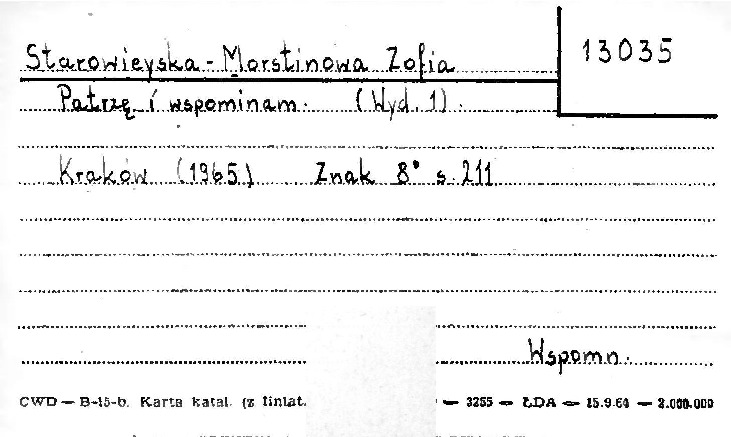 Starowieyska-Morstinowa Zofia 13035
Patrzę i wspominam. (Wyd. 1).
Kraków (1965) Znak 8° s. 211
Wspomn.
CWD — B-15-b. Karta katal. (z liniat. — 3255 — ŁDA — 15.9.64 — 2.000.000